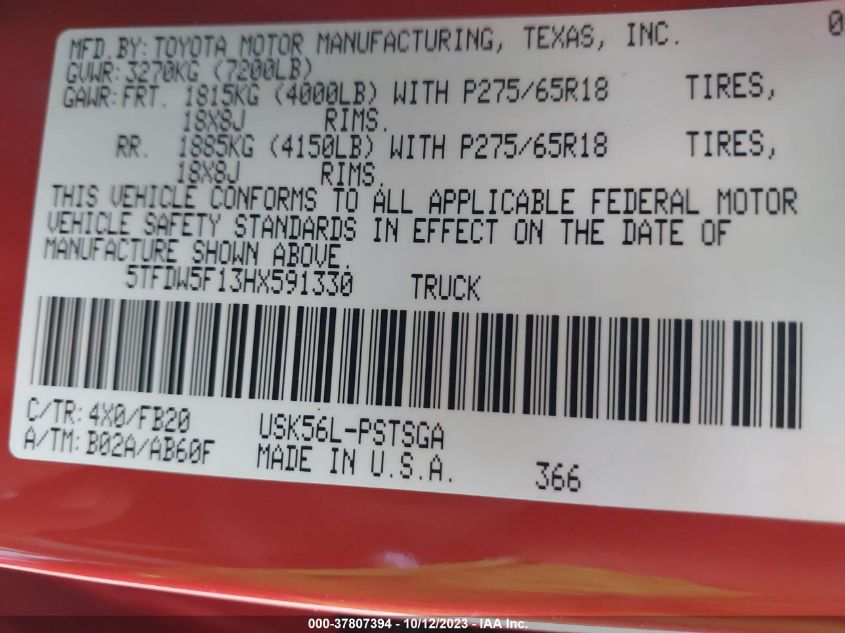 MFD. BY: TOYOTA MOTOR MANUFACTURING, TEXAS, INC. 0
GVWR: 3270KG (7200LB)
GAWR: FRT. 1815KG (4000LB) WITH P275/65R18 TIRES,
18X8J RIMS.
RR. 1885KG (4150LB) WITH P275/65R18 TIRES,
18X8J RIMS.
THIS VEHICLE CONFORMS TO ALL APPLICABLE FEDERAL MOTOR
VEHICLE SAFETY STANDARDS IN EFFECT ON THE DATE OF
MANUFACTURE SHOWN ABOVE.
5TFDW5F13HX591330 TRUCK
C/TR: 4X0/FB20 USK56L-PSTSGA
A/TM: B02A/AB60F MADE IN U.S.A. 366
000-37807394 - 10/12/2023 - IAA Inc.